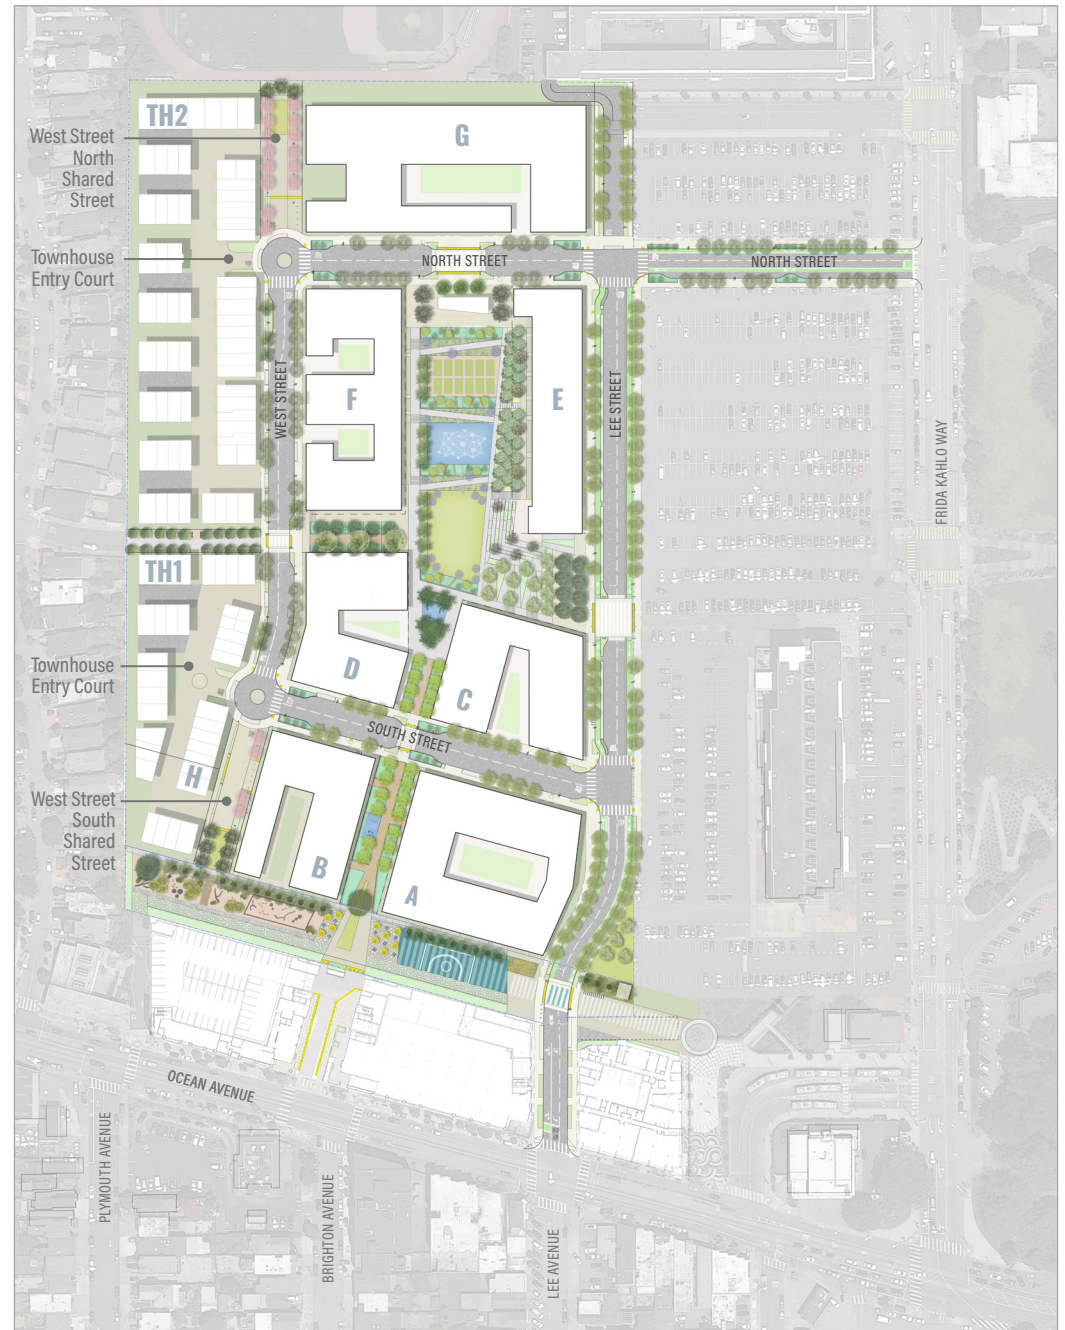 TH2
G
West Street
North
Shared
Street
Townhouse
Entry Court
NORTH STREET
NORTH STREET
WEST STREET
F
E
LEE STREET
FRIDA KAHLO WAY
TH1
D
C
Townhouse
Entry Court
SOUTH STREET
H
West Street
South
Shared
Street
B
A
OCEAN AVENUE
PLYMOUTH AVENUE
BRIGHTON AVENUE
LEE AVENUE